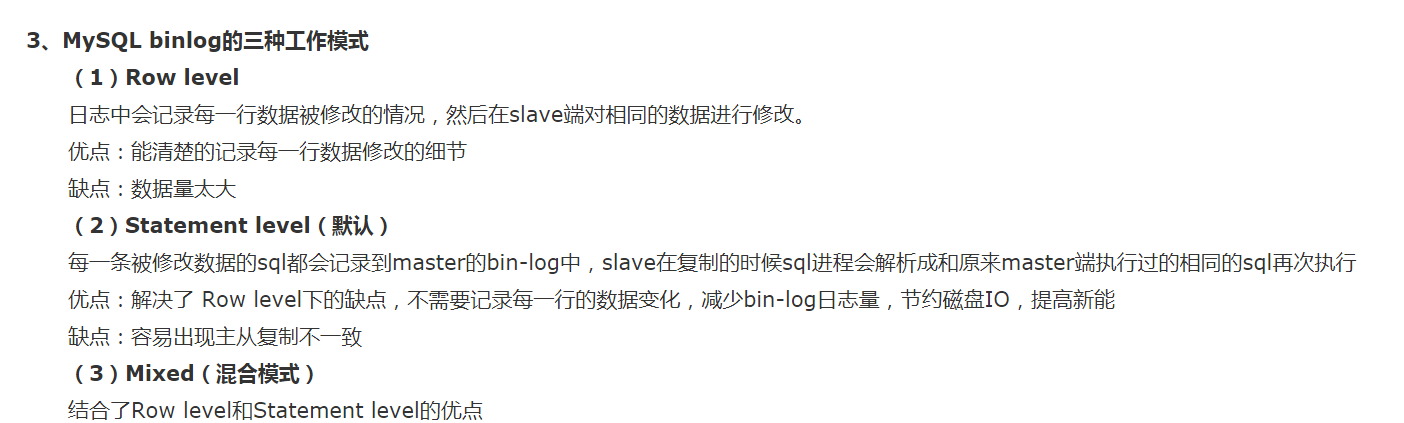 3、MySQL binlog的三种工作模式
（1）Row level
日志中会记录每一行数据被修改的情况，然后在slave端对相同的数据进行修改。
优点：能清楚的记录每一行数据修改的细节
缺点：数据量太大
（2）Statement level（默认）
每一条被修改数据的sql都会记录到master的bin-log中，slave在复制的时候sql进程会解析成和原来master端执行过的相同的sql再次执行
优点：解决了 Row level下的缺点，不需要记录每一行的数据变化，减少bin-log日志量，节约磁盘IO，提高新能
缺点：容易出现主从复制不一致
（3）Mixed（混合模式）
结合了Row level和Statement level的优点